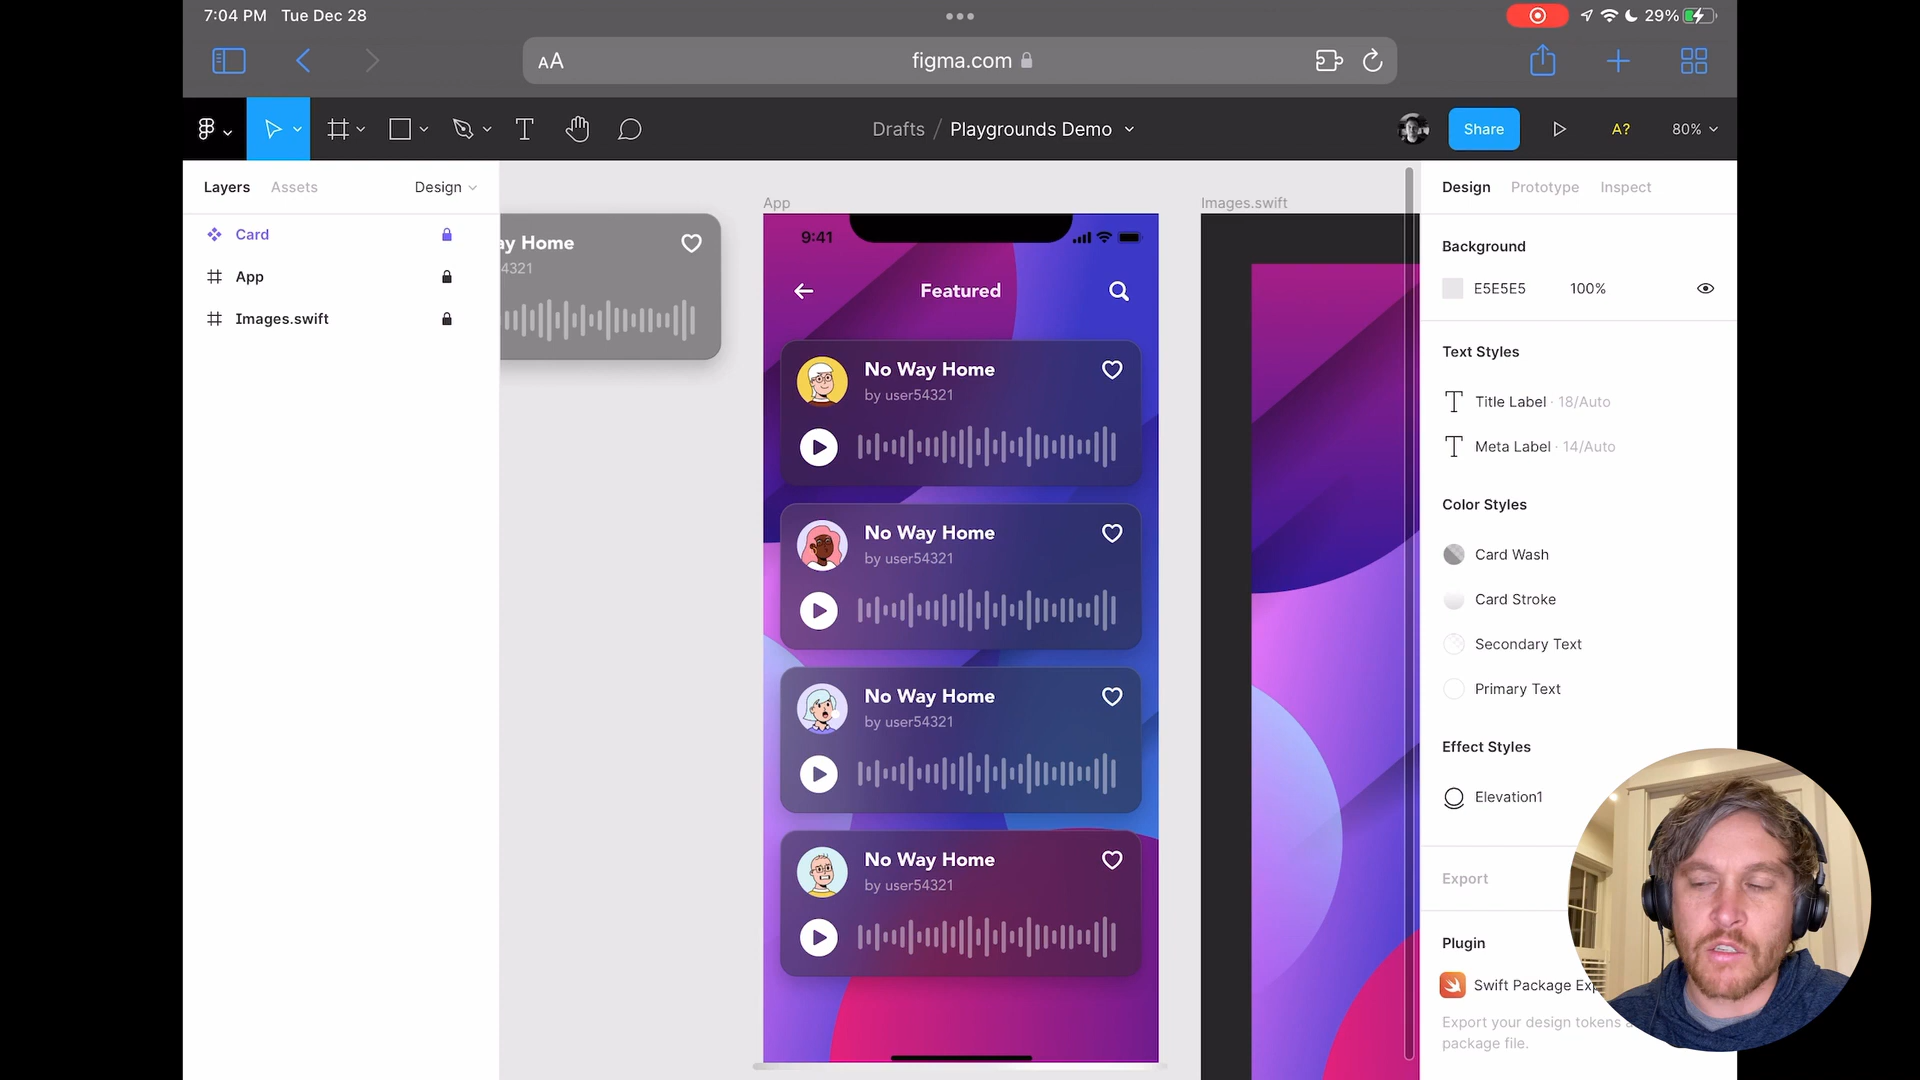 7:04 PM Tue Dec 28
29%
AA
figma.com
Drafts / Playgrounds Demo
Share
A?
80%
Layers
Assets
Design
Card
App
Images.swift
ay Home
4321
App
9:41
Featured
No Way Home
by user54321
No Way Home
by user54321
No Way Home
by user54321
No Way Home
by user54321
Images.swift
Design
Prototype
Inspect
Background
E5E5E5
100%
Text Styles
Title Label · 18/Auto
Meta Label · 14/Auto
Color Styles
Card Wash
Card Stroke
Secondary Text
Primary Text
Effect Styles
Elevation1
Export
Plugin
Swift Package Exp
Export your design tokens
package file.